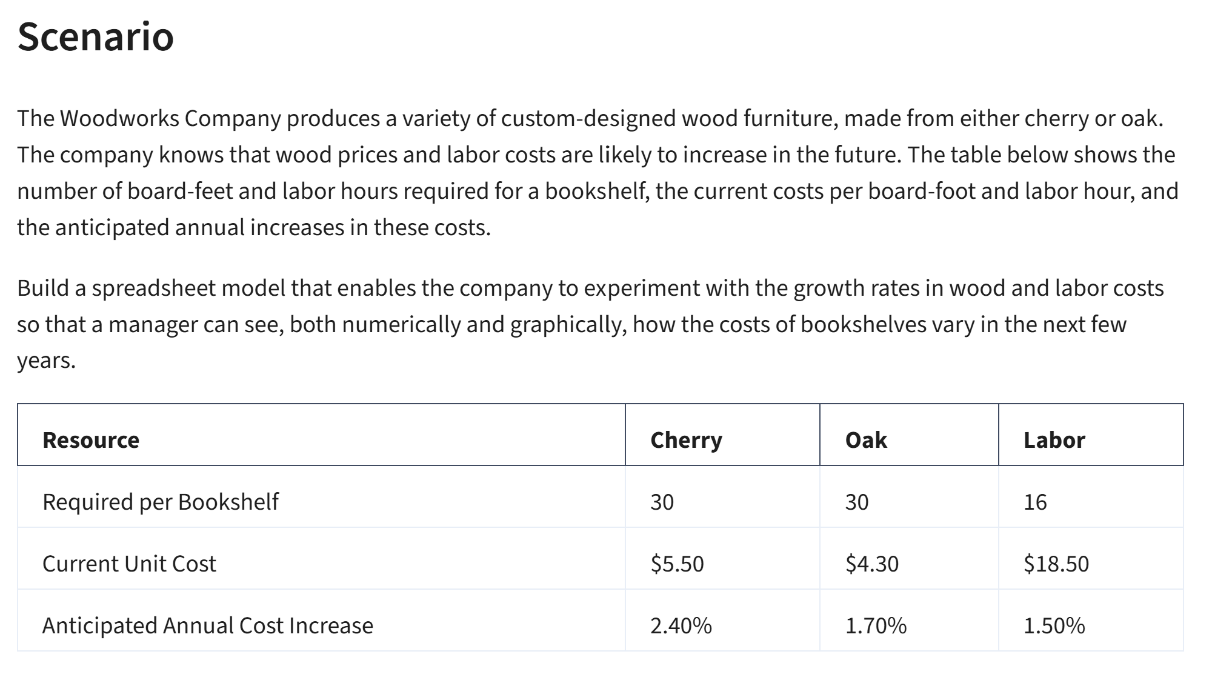 Scenario
The Woodworks Company produces a variety of custom-designed wood furniture, made from either cherry or oak.
The company knows that wood prices and labor costs are likely to increase in the future. The table below shows the
number of board-feet and labor hours required for a bookshelf, the current costs per board-foot and labor hour, and
the anticipated annual increases in these costs.
Build a spreadsheet model that enables the company to experiment with the growth rates in wood and labor costs
so that a manager can see, both numerically and graphically, how the costs of bookshelves vary in the next few
years.
Resource Cherry Oak Labor
Required per Bookshelf 30 30 16
Current Unit Cost $5.50 $4.30 $18.50
Anticipated Annual Cost Increase 2.40% 1.70% 1.50%